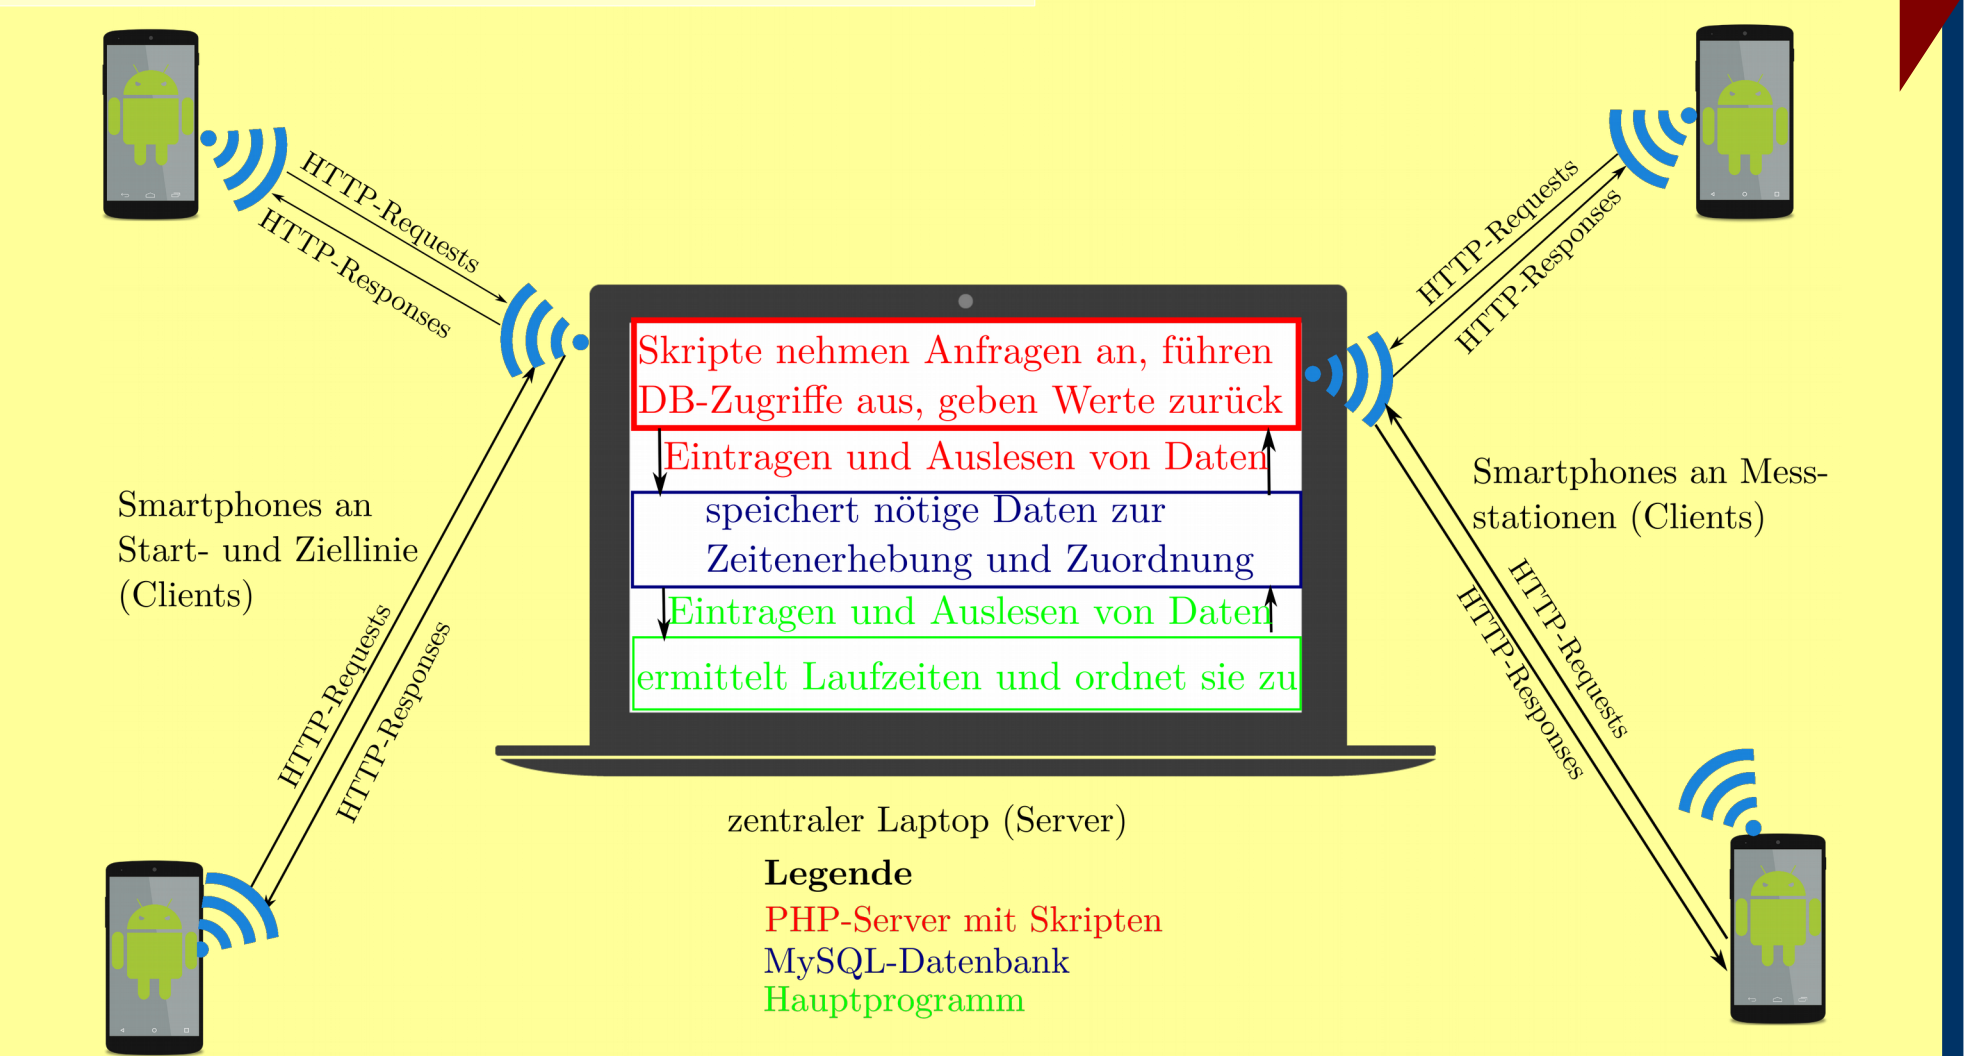 HTTP-Requests
HTTP-Responses
HTTP-Requests
HTTP-Responses
Skripte nehmen Anfragen an, führen
DB-Zugriffe aus, geben Werte zurück
Eintragen und Auslesen von Daten
speichert nötige Daten zur
Zeitenerhebung und Zuordnung
Eintragen und Auslesen von Daten
ermittelt Laufzeiten und ordnet sie zu
Smartphones an
Start- und Ziellinie
(Clients)
Smartphones an Mess-
stationen (Clients)
HTTP-Requests
HTTP-Responses
HTTP-Requests
HTTP-Responses
zentraler Laptop (Server)
Legende
PHP-Server mit Skripten
MySQL-Datenbank
Hauptprogramm